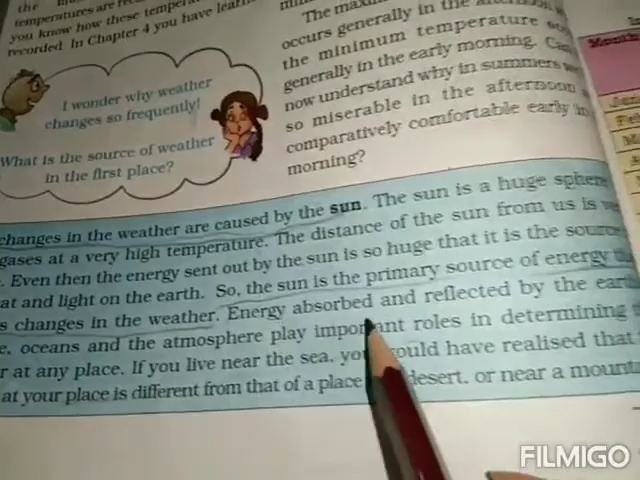 the
temperatures are
you know how these temper
recorded. In Chapter 4 you have lear
I wonder why weather
changes so frequently!
What is the source of weather
in the first place?
The
occurs generally in the
the minimum temperature
generally in the early morning.
now understand why in summers
so miserable in the afternoon
comparatively comfortable early in
morning?
changes in the weather are caused by the sun. The sun is a huge sphere
gases at a very high temperature. The distance of the sun from us is
. Even then the energy sent out by the sun is so huge that it is the source
at and light on the earth. So, the sun is the primary source of energy
s changes in the weather. Energy absorbed and reflected by the
e, oceans and the atmosphere play important roles in determining
r at any place. If you live near the sea, you would have realised that
at your place is different from that of a place desert, or near a mount
FILMIGO